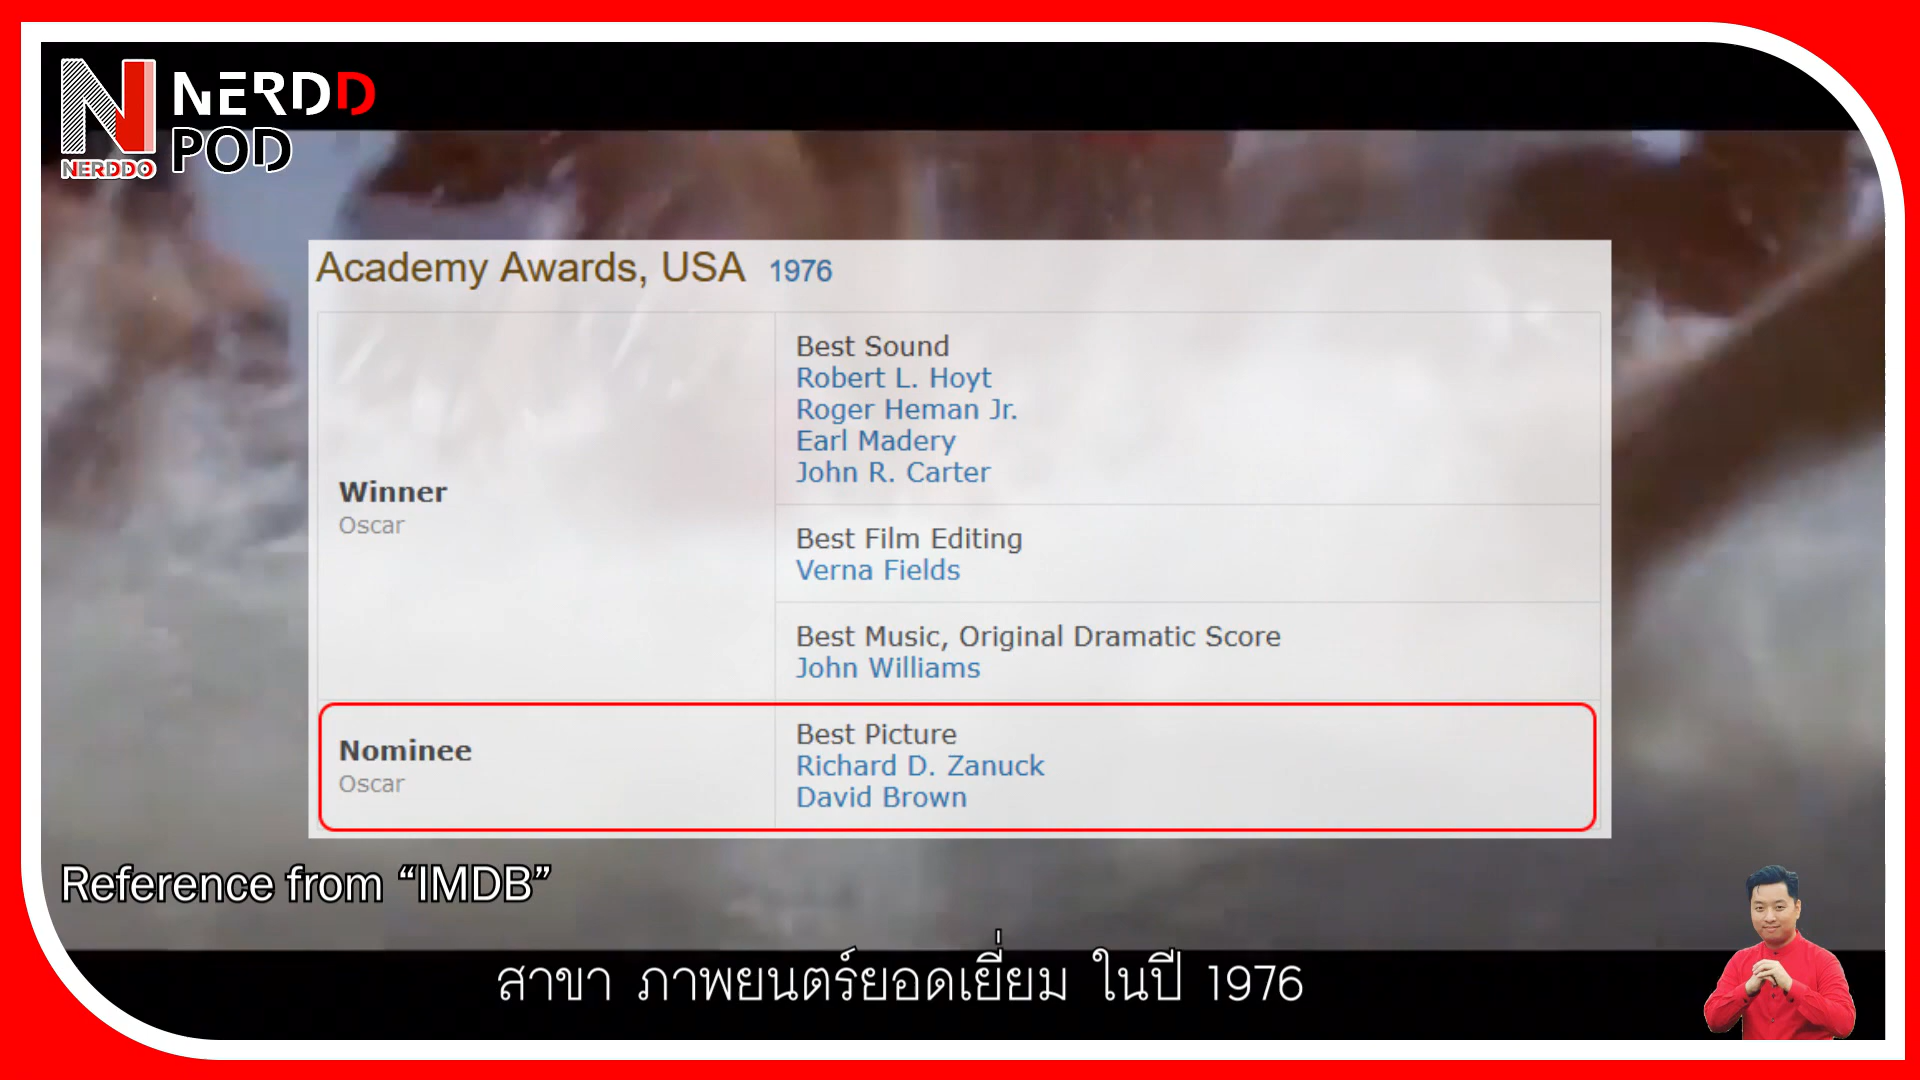 NERDD
POD
NERDDO
Academy Awards, USA 1976
Best Sound
Robert L. Hoyt
Roger Heman Jr.
Earl Madery
John R. Carter
Winner
Oscar
Best Film Editing
Verna Fields
Best Music, Original Dramatic Score
John Williams
Nominee
Oscar
Best Picture
Richard D. Zanuck
David Brown
Reference from “IMDB”
สาขา ภาพยนตร์ยอดเยี่ยม ในปี 1976